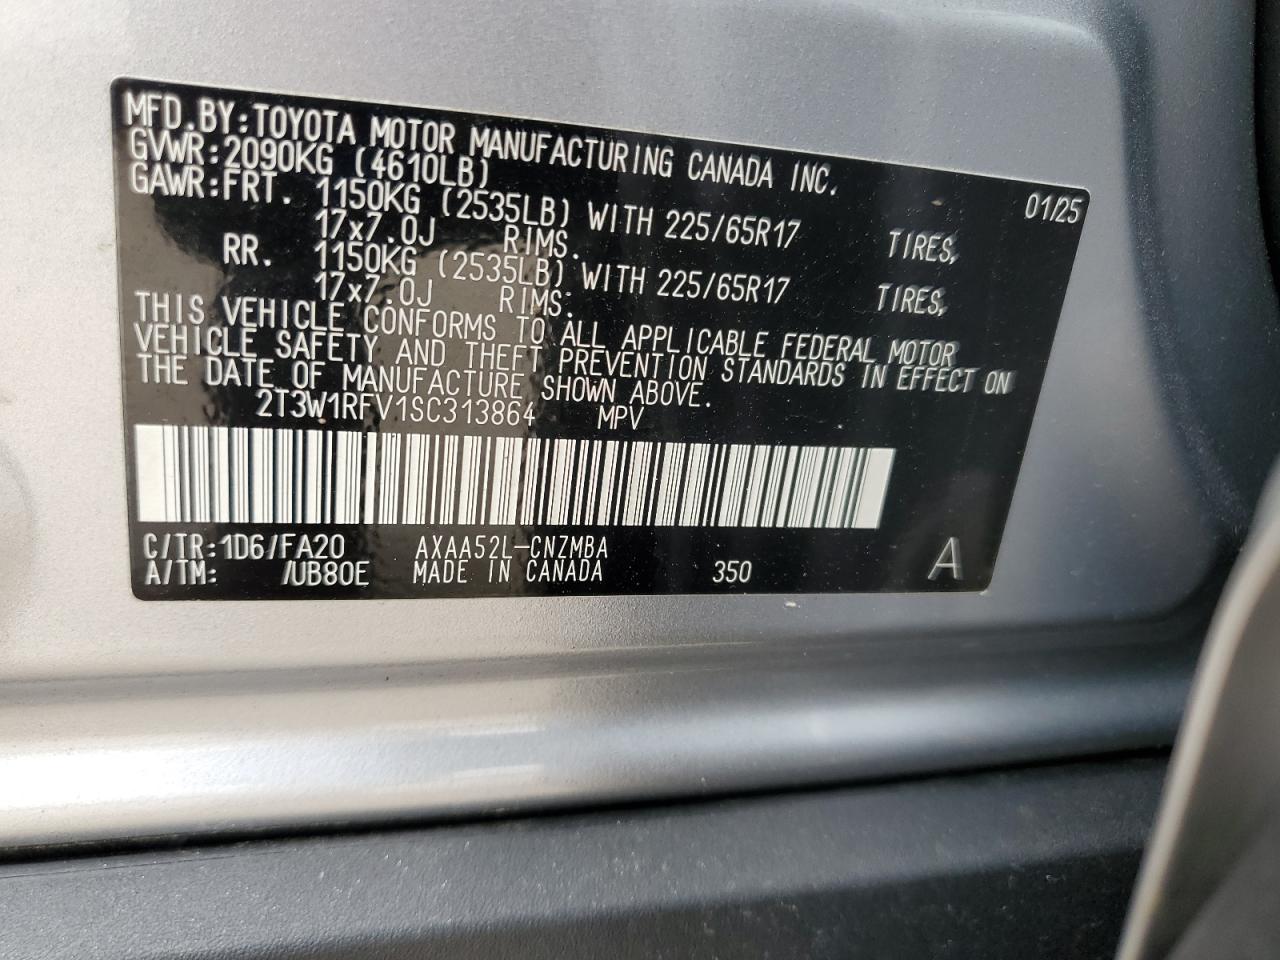 MFD.BY:TOYOTA MOTOR MANUFACTURING CANADA INC.
GVWR:2090KG (4610LB) 01/25
GAWR:FRT. 1150KG (2535LB) WITH 225/65R17 TIRES,
17x7.0J RIMS.
RR. 1150KG (2535LB) WITH 225/65R17 TIRES,
17x7.0J RIMS.
THIS VEHICLE CONFORMS TO ALL APPLICABLE FEDERAL MOTOR
VEHICLE SAFETY AND THEFT PREVENTION STANDARDS IN EFFECT ON
THE DATE OF MANUFACTURE SHOWN ABOVE.
2T3W1RFV1SC313864 MPV
C/TR:1D6/FA20 AXAA52L-CNZMBA
A/TM: /UB80E MADE IN CANADA 350 A